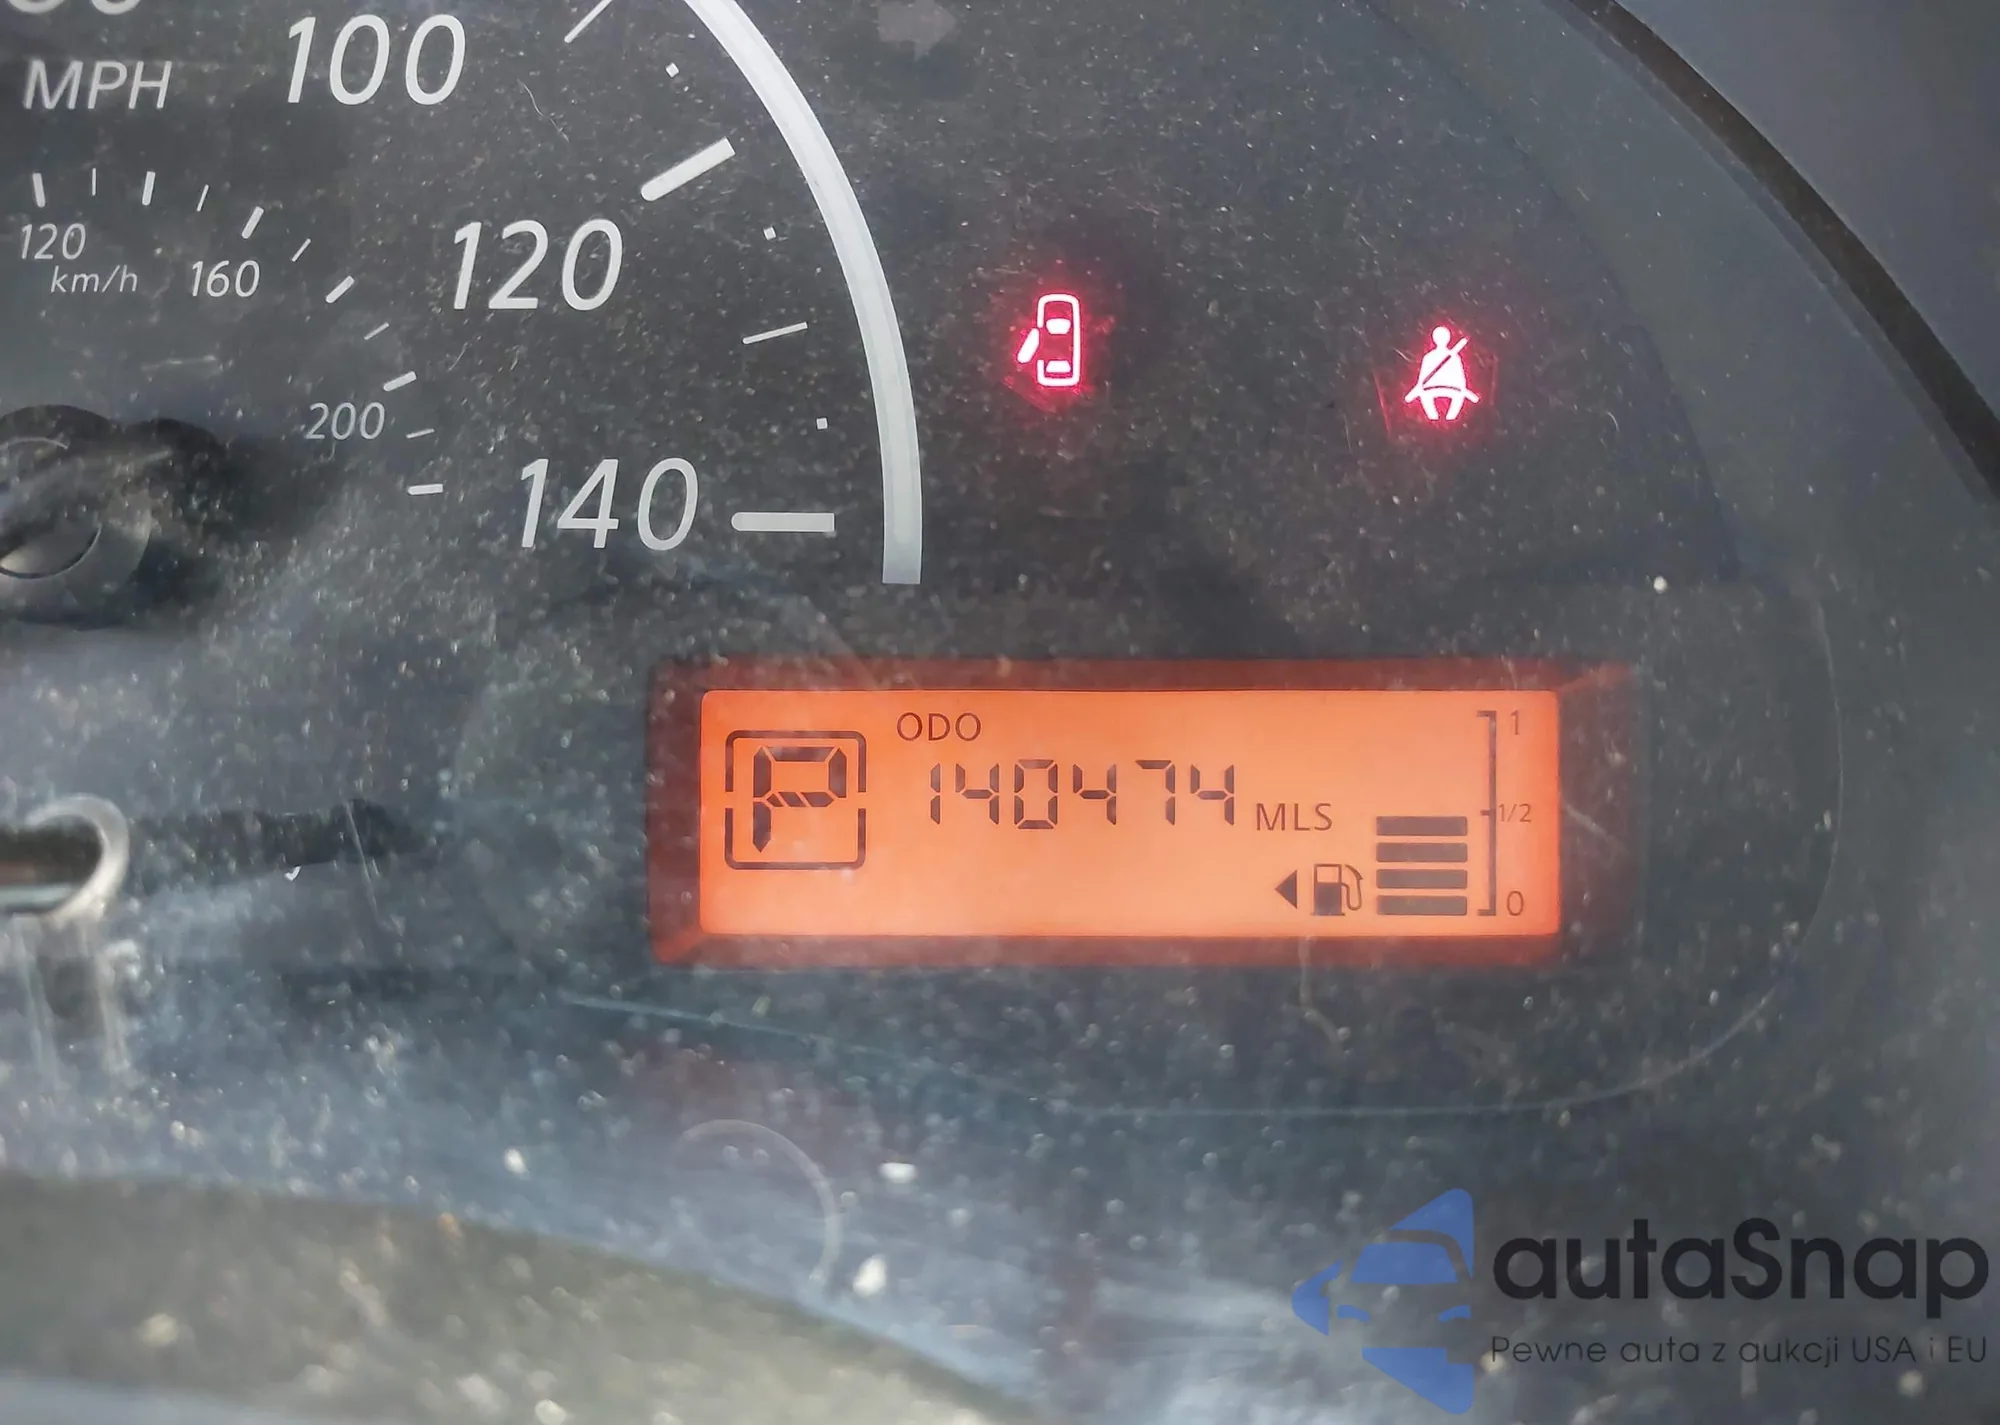 100
MPH
120
120
km/h
160
200
140
ODO
P
140474 MLS
1
1/2
0
autaSnap
Pewne auta z aukcji USA i EU